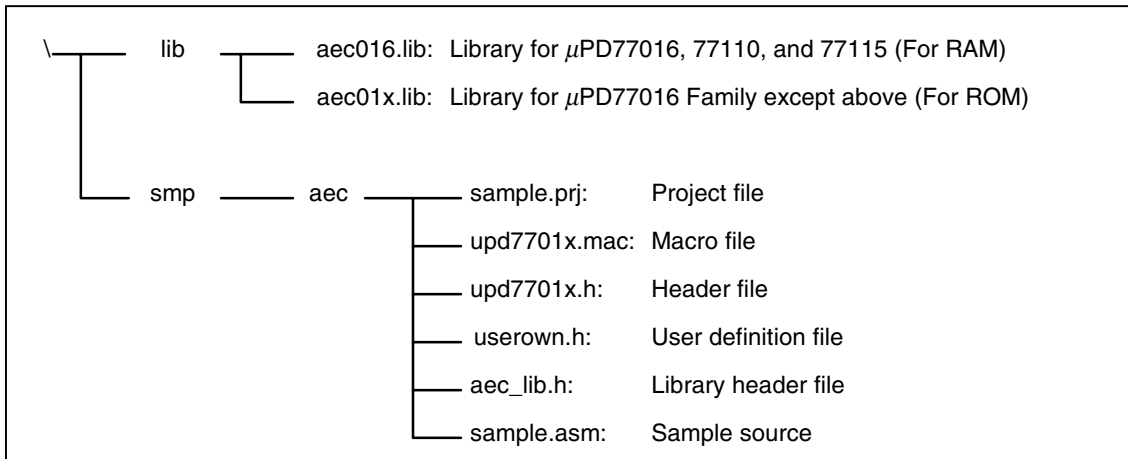 \ lib aec016.lib: Library for μPD77016, 77110, and 77115 (For RAM)
aec01x.lib: Library for μPD77016 Family except above (For ROM)
smp aec sample.prj: Project file
upd7701x.mac: Macro file
upd7701x.h: Header file
userown.h: User definition file
aec_lib.h: Library header file
sample.asm: Sample source